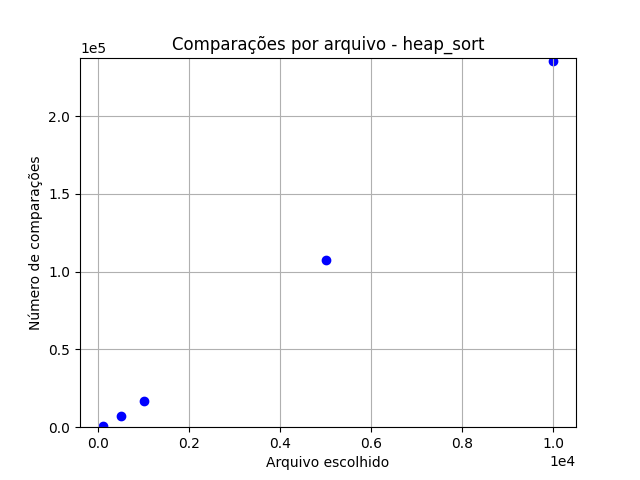 Comparações por arquivo - heap_sort
1e5
2.0
1.5
1.0
0.5
0.0
0.0 0.2 0.4 0.6 0.8 1.0
1e4
Arquivo escolhido
Número de comparações